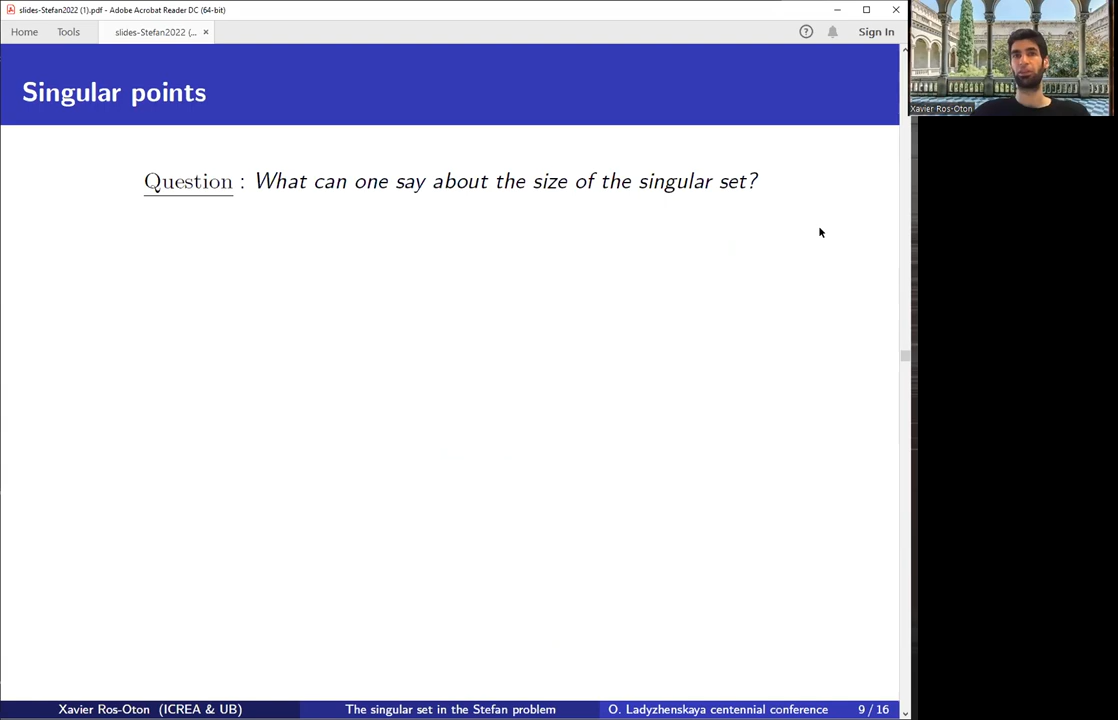 slides-Stefan2022 (1).pdf - Adobe Acrobat Reader DC (64-bit)
Home Tools slides-Stefan2022 (... × Sign In
Singular points
Xavier Ros-Oton
Question : What can one say about the size of the singular set?
Xavier Ros-Oton (ICREA & UB) The singular set in the Stefan problem O. Ladyzhenskaya centennial conference 9 / 16